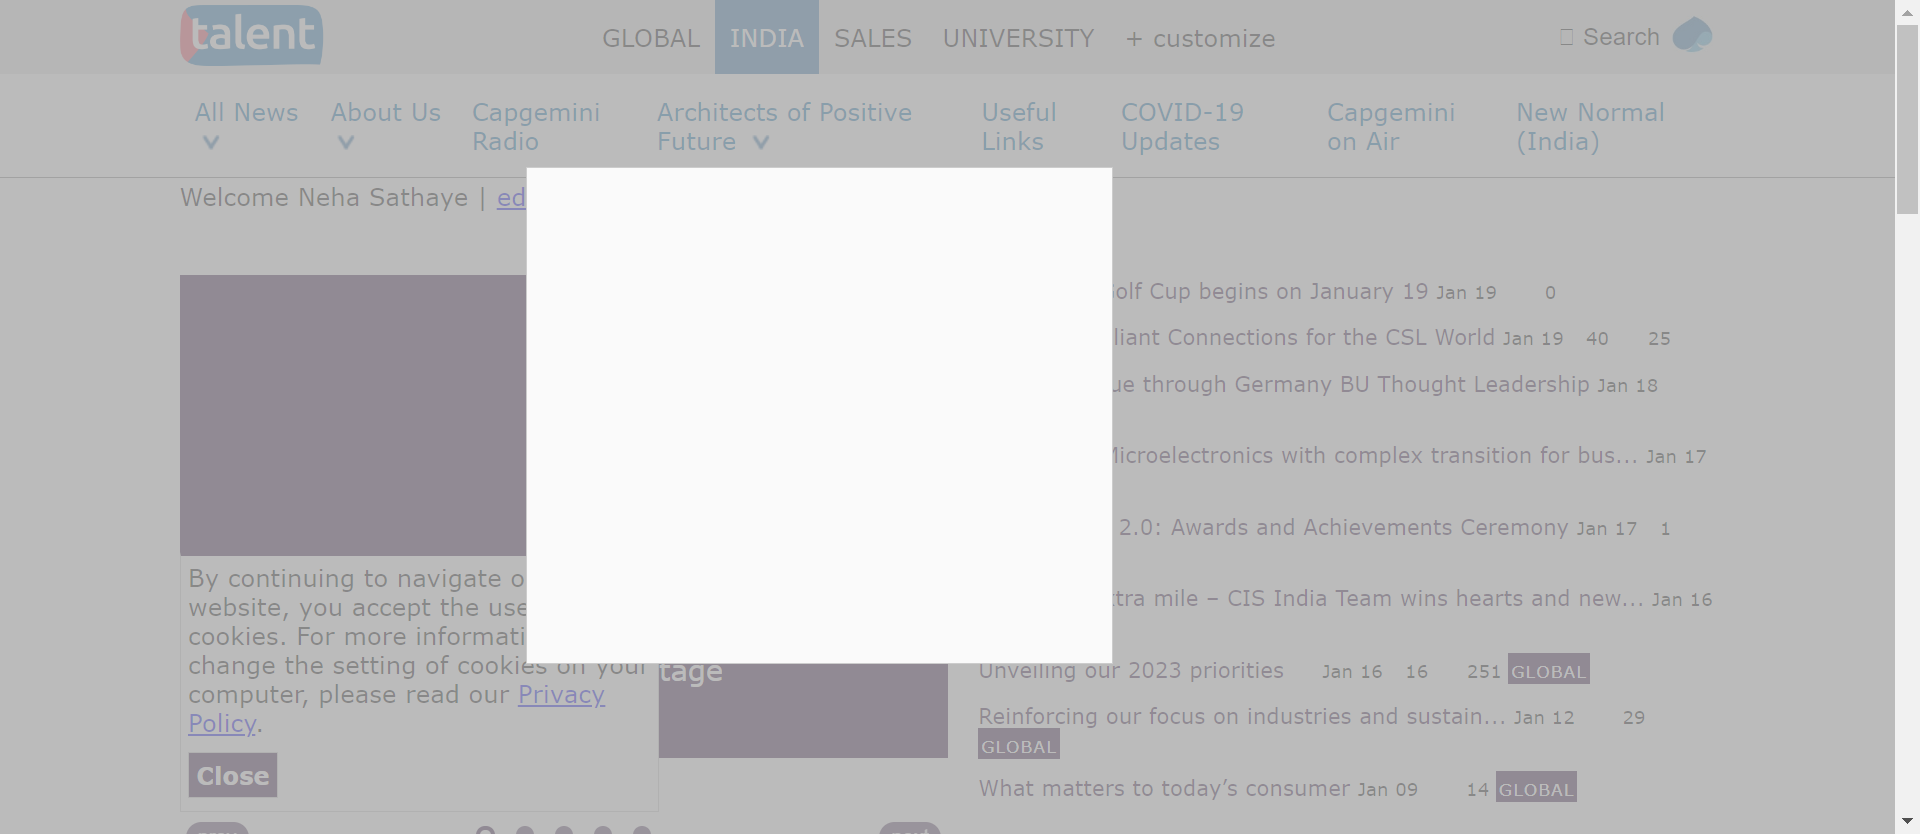 talent
GLOBAL INDIA SALES UNIVERSITY + customize Search
All News About Us Capgemini Radio Architects of Positive Future Useful Links COVID-19 Updates Capgemini on Air New Normal (India)
Welcome Neha Sathaye | ed
Golf Cup begins on January 19 Jan 19 0
liant Connections for the CSL World Jan 19 40 25
ue through Germany BU Thought Leadership Jan 18
Microelectronics with complex transition for bus... Jan 17
2.0: Awards and Achievements Ceremony Jan 17 1
tra mile – CIS India Team wins hearts and new... Jan 16
By continuing to navigate o
website, you accept the use
cookies. For more informati
change the setting of cookies on your
computer, please read our Privacy
Policy.
Close
tage
Unveiling our 2023 priorities Jan 16 16 251 GLOBAL
Reinforcing our focus on industries and sustain... Jan 12 29
GLOBAL
What matters to today's consumer Jan 09 14 GLOBAL